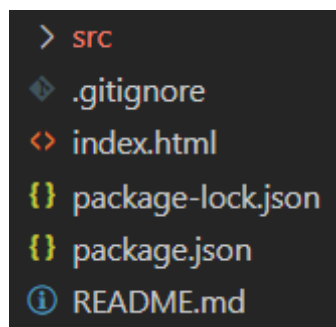 src
.gitignore
index.html
package-lock.json
package.json
README.md